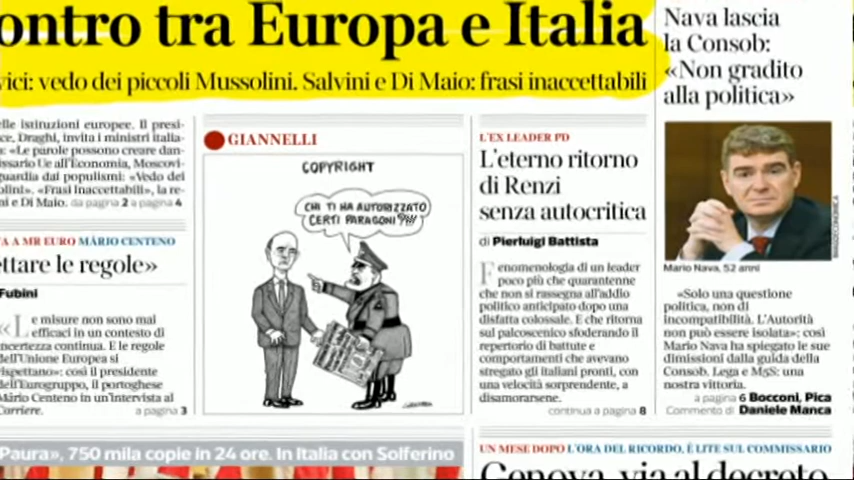 ontro tra Europa e Italia
vici: vedo dei piccoli Mussolini. Salvini e Di Maio: frasi inaccettabili
elle istituzioni europee. Il presi-
ce, Draghi, invita i ministri italia-
: «Le parole possono creare dan-
issario Ue all'Economia, Moscovi-
guardia dai populismi: «Vedo dei
olini». «Frasi inaccettabili», la re-
ni e Di Maio. da pagina 2 a pagina 4
A A MR EURO MÁRIO CENTENO
ettare le regole»
Fubini
«Le misure non sono mai
efficaci in un contesto di
incertezza continua. E le regole
dell'Unione Europea si
rispettano»: così il presidente
dell'Eurogruppo, il portoghese
Mário Centeno in un'intervista al
Corriere.
a pagina 3
GIANNELLI
COPYRIGHT
CHI TI HA AUTORIZZATO
CERTI PARAGONI?!!
L'EX LEADER PD
L'eterno ritorno
di Renzi
senza autocritica
di Pierluigi Battista
Fenomenologia di un leader
poco più che quarantenne
che non si rassegna all'addio
politico anticipato dopo una
disfatta colossale. E che ritorna
sul palcoscenico sfoderando il
repertorio di battute e
comportamenti che avevano
stregato gli italiani pronti, con
una velocità sorprendente, a
disamorarsene.
continua a pagina 8
Nava lascia
la Consob:
«Non gradito
alla politica»
IMAGOECONOMICA
Mario Nava, 52 anni
«Solo una questione
politica, non di
incompatibilità. L'Autorità
non può essere isolata»: così
Mario Nava ha spiegato le sue
dimissioni dalla guida della
Consob. Lega e M5S: una
nostra vittoria.
a pagina 6 Bocconi, Pica
Commento di Daniele Manca
Paura», 750 mila copie in 24 ore. In Italia con Solferino
UN MESE DOPO L'ORA DEL RICORDO, È LITE SUL COMMISSARIO
Genova, via al decreto